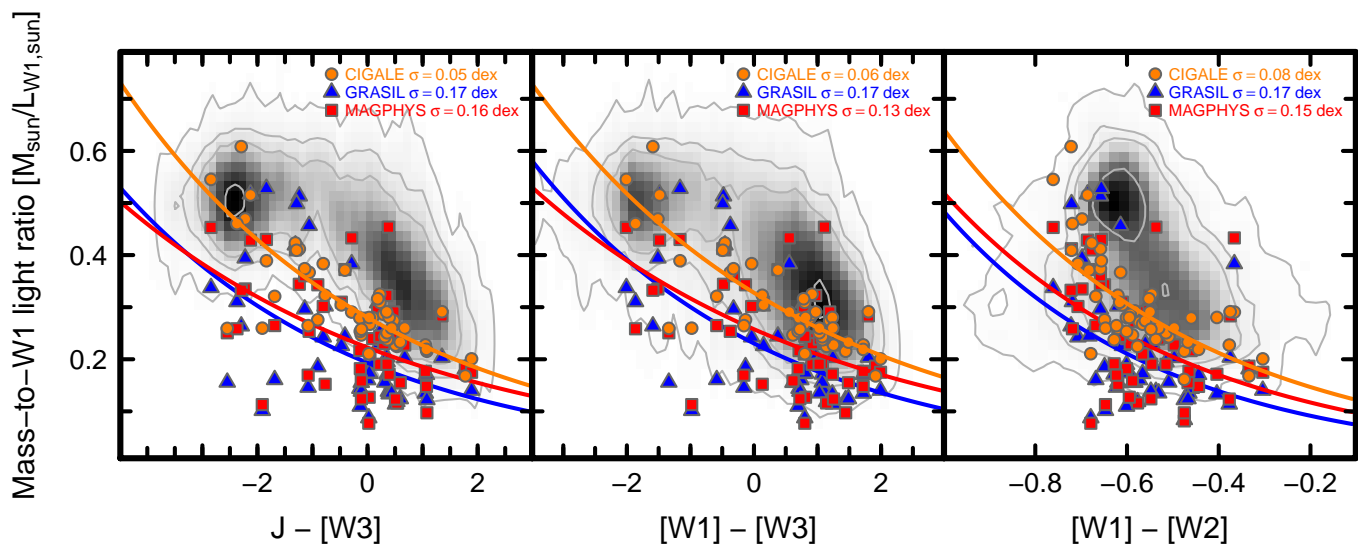 Mass−to−W1 light ratio [Msun/LW1,sun]
0.2
0.4
0.6
CIGALE σ = 0.05 dex
GRASIL σ = 0.17 dex
MAGPHYS σ = 0.16 dex
CIGALE σ = 0.06 dex
GRASIL σ = 0.17 dex
MAGPHYS σ = 0.13 dex
CIGALE σ = 0.08 dex
GRASIL σ = 0.17 dex
MAGPHYS σ = 0.15 dex
−2 0 2
−2 0 2
−0.8 −0.6 −0.4 −0.2
J − [W3]
[W1] − [W3]
[W1] − [W2]